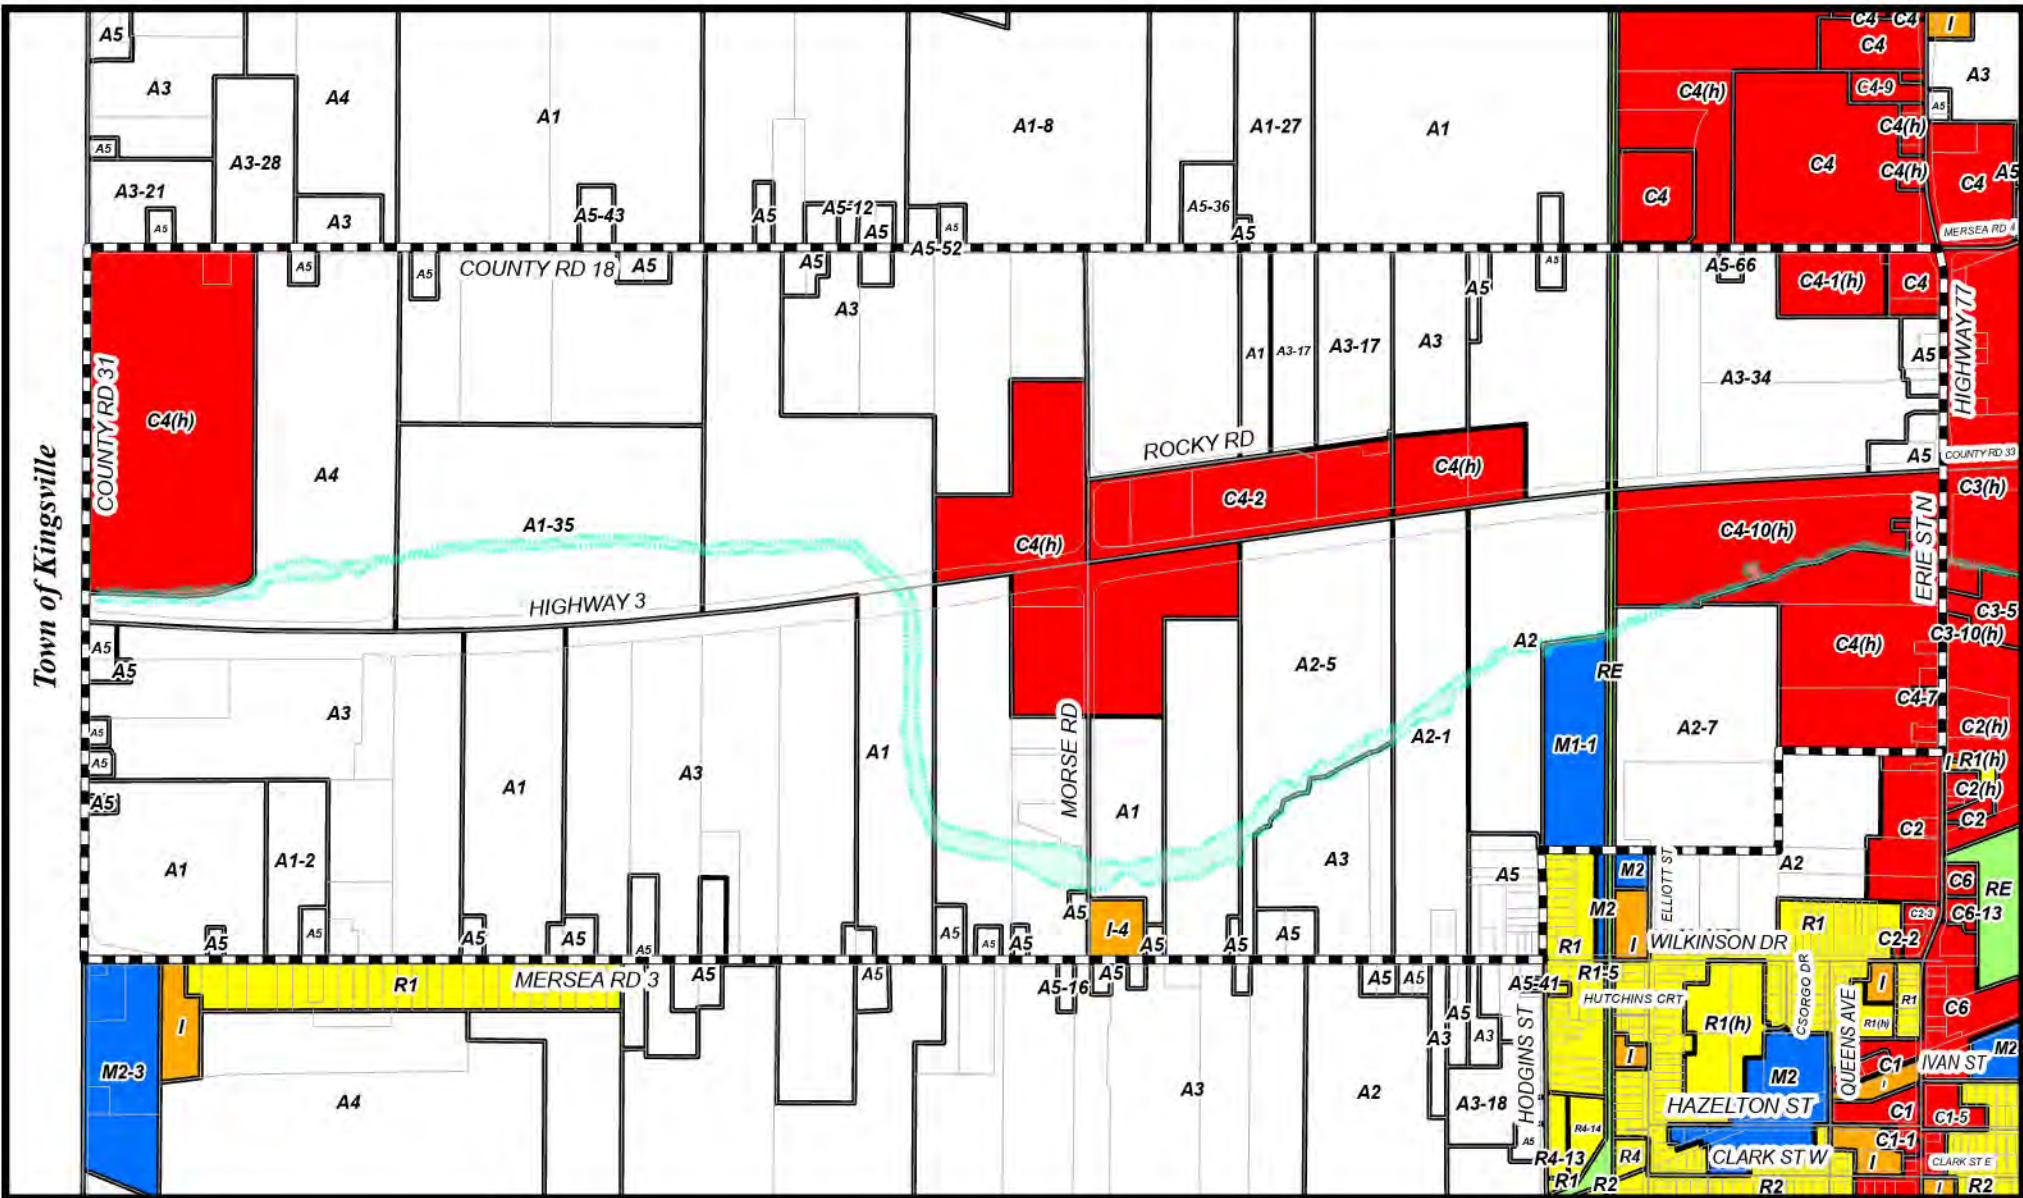 A5
A3
A4
A1
A1-8
A1-27
A1
C4(h)
C4
C4
C4
I
C4-9
A3
A5
C4(h)
C4
C4(h)
C4
A5
C4
A5
A3-28
A3-21
A5
A3
A5-43
A5
A5-12
A5
A5-52
A5
A5-36
A5
MERSEA RD 4
COUNTY RD 18
A5
A5
A5
A5
A3
A5
A5
A5-66
C4-1(h)
C4
HIGHWAY 77
COUNTY RD 31
C4(h)
A4
A1
A3-17
A3-17
A3
A3-34
A5
Town of Kingsville
ROCKY RD
C4-2
C4(h)
A5
COUNTY RD 33
C3(h)
A1-35
C4(h)
C4-10(h)
ERIE ST N
HIGHWAY 3
C3-5
C3-10(h)
A5
A5
A3
A2-5
A2
RE
C4(h)
C4-7
A5
A5
A5
A1
A3
A1
MORSE RD
A1
A2-1
M1-1
A2-7
C2(h)
I
R1(h)
C2(h)
C2
C2
A1
A1-2
A3
A5
ELLIOTT ST
M2
A2
C6
RE
C6-13
A5
A5
A5
A5
A5
A5
A5
A5
A5
I-4
A5
A5
A5
M2
I
R1
C2-3
C2-2
WILKINSON DR
R1
R1
MERSEA RD 3
A5
A5
A5-16
A5
A5
A5
A5-41
R1-5
HUTCHINS CRT
CSORGO DR
QUEENS AVE
I
R1
C6
M2-3
I
A4
A3
A2
A3
A5
A3
HODGINS ST
I
R1(h)
R1(h)
M2
C1
I
IVAN ST
M2
A3-18
HAZELTON ST
C1
C1-5
A5
R4-14
R4-13
R4
CLARK ST W
C1-1
I
CLARK ST E
R1
R2
R2
I
R2